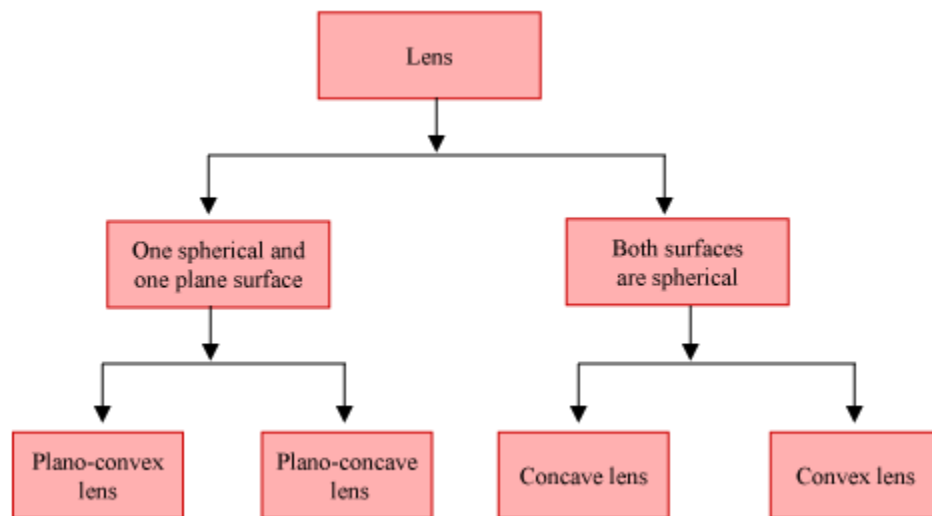 Lens
One spherical and
one plane surface
Both surfaces
are spherical
Plano-convex
lens
Plano-concave
lens
Concave lens
Convex lens